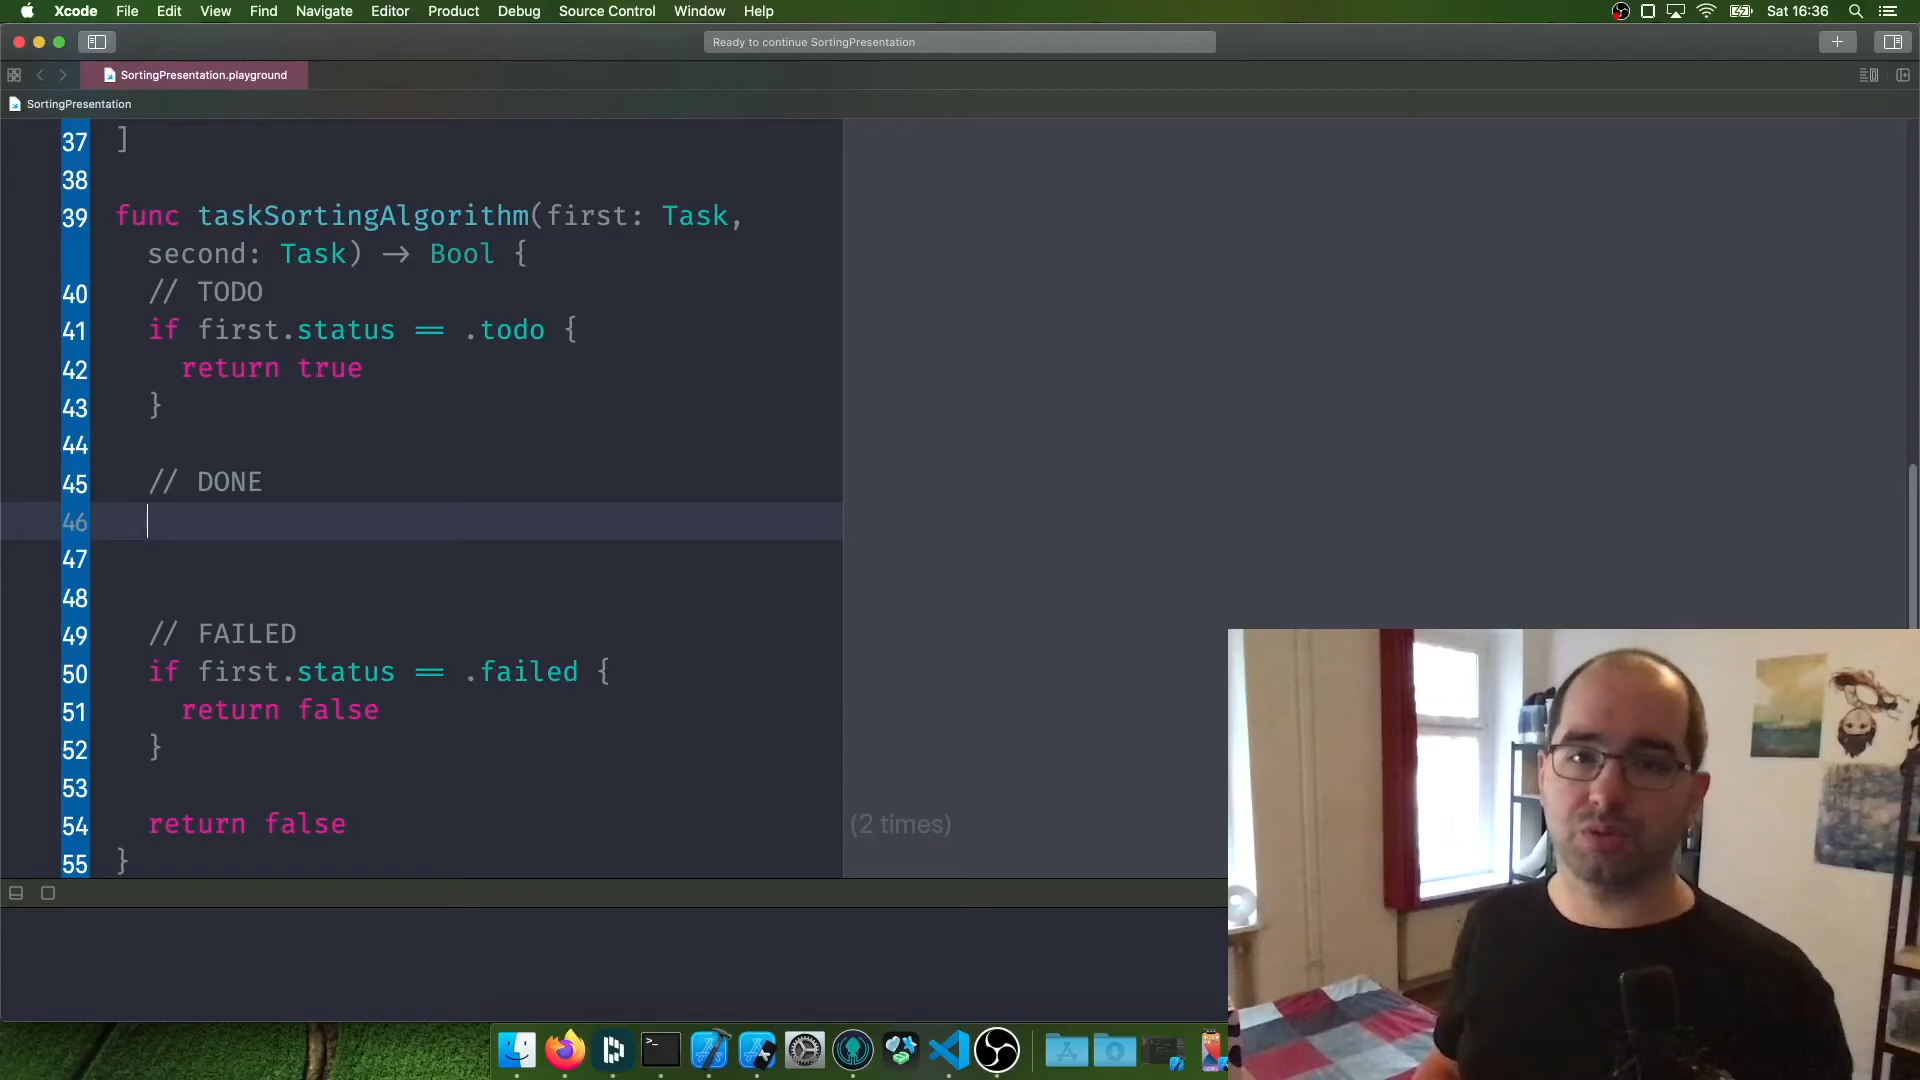 Xcode File Edit View Find Navigate Editor Product Debug Source Control Window Help Sat 16:36
Ready to continue SortingPresentation
SortingPresentation.playground
SortingPresentation
37 ]
38
39 func taskSortingAlgorithm(first: Task,
second: Task) -> Bool {
40 // TODO
41 if first.status == .todo {
42 return true
43 }
44
45 // DONE
46
47
48
49 // FAILED
50 if first.status == .failed {
51 return false
52 }
53
54 return false (2 times)
55 }